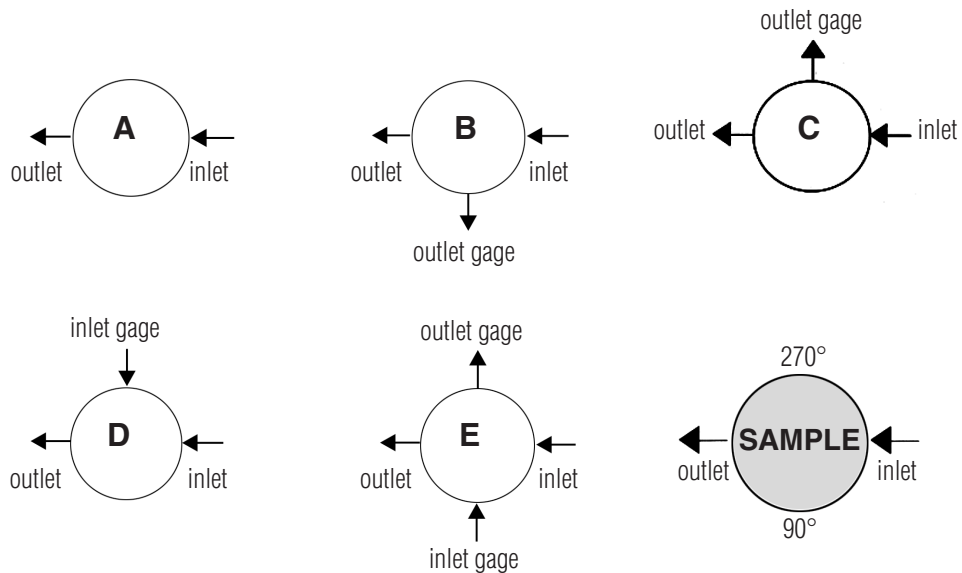 outlet gage
A
outlet
inlet
B
outlet
inlet
outlet gage
C
outlet
inlet
inlet gage
D
outlet
inlet
outlet gage
E
outlet
inlet
inlet gage
270°
SAMPLE
outlet
inlet
90°